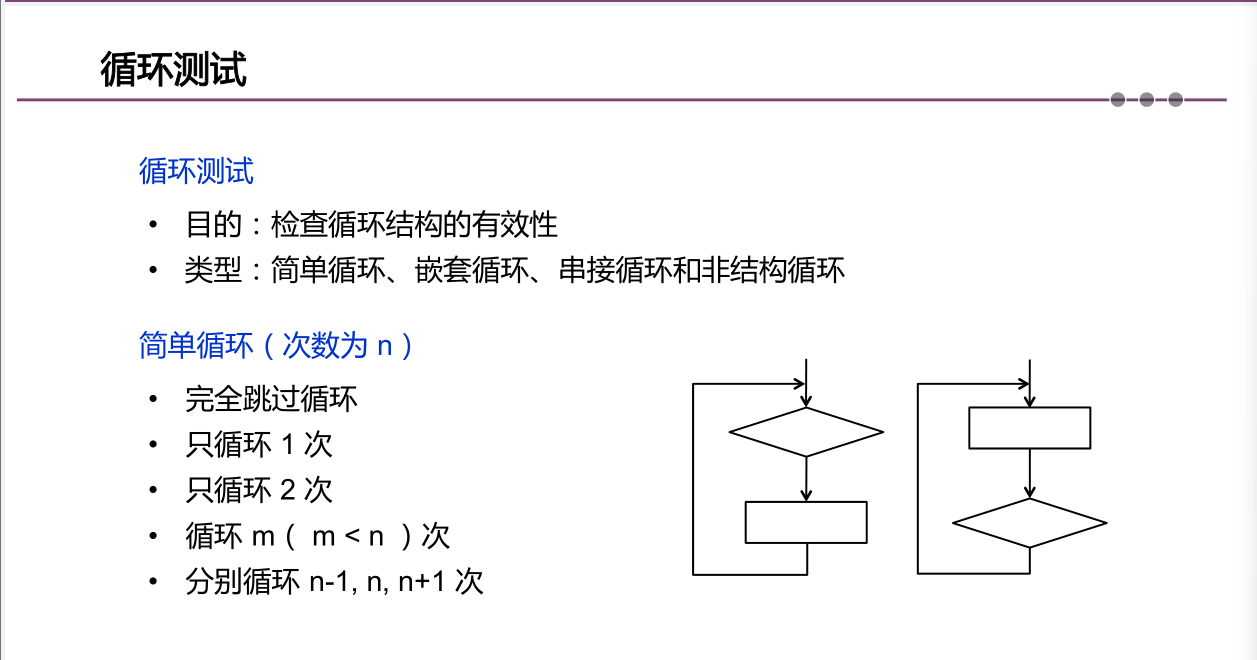 循环测试
循环测试
• 目的：检查循环结构的有效性
• 类型：简单循环、嵌套循环、串接循环和非结构循环
简单循环（次数为 n）
• 完全跳过循环
• 只循环 1 次
• 只循环 2 次
• 循环 m（ m < n ）次
• 分别循环 n-1, n, n+1 次